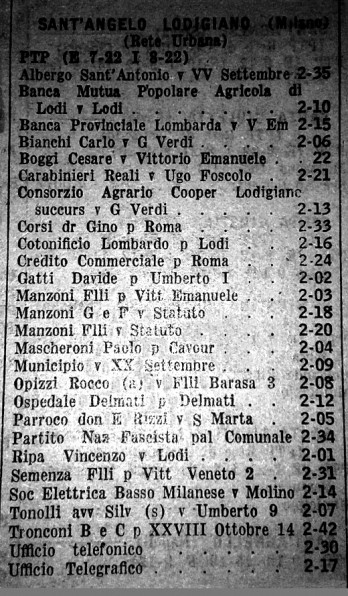 SANT'ANGELO LODIGIANO (Milano)
(Rete Urbana)
PTP (E 7-22 I 8-22)
Albergo Sant'Antonio v VV Settembre 2-35
Banca Mutua Popolare Agricola di
Lodi v Lodi . . . . . . . 2-10
Banca Provinciale Lombarda v V Em 2-15
Bianchi Carlo v G Verdi . . . . 2-06
Boggi Cesare v Vittorio Emanuele . . 22
Carabinieri Reali v Ugo Foscolo . . 2-21
Consorzio Agrario Cooper Lodigiano
succurs v G Verdi . . . . . 2-13
Corsi dr Gino p Roma . . . . 2-33
Cotonificio Lombardo p Lodi . . 2-16
Credito Commerciale p Roma . . 2-24
Gatti Davide p Umberto I . . . 2-02
Manzoni Flli p Vitt Emanuele . . . 2-03
Manzoni G e F v Statuto . . . 2-18
Manzoni Flli v Statuto . . . . 2-20
Mascheroni Paolo p Cavour . . . 2-04
Municipio v XX Settembre . . . . 2-09
Opizzi Rocco (a) v Flli Barasa 3 2-08
Ospedale Delmati p Delmati . . 2-12
Parroco don E Rizzi v S Marta . . 2-05
Partito Naz Fascista pal Comunale 2-34
Ripa Vincenzo v Lodi . . . . . 2-01
Semenza Flli p Vitt Veneto 2 . . 2-31
Soc Elettrica Basso Milanese v Molino 2-14
Tonolli avv Silv (s) v Umberto 9 2-07
Tronconi B e C p XXVIII Ottobre 14 2-42
Ufficio telefonico . . . . . 2-30
Ufficio Telegrafico . . . . . 2-17